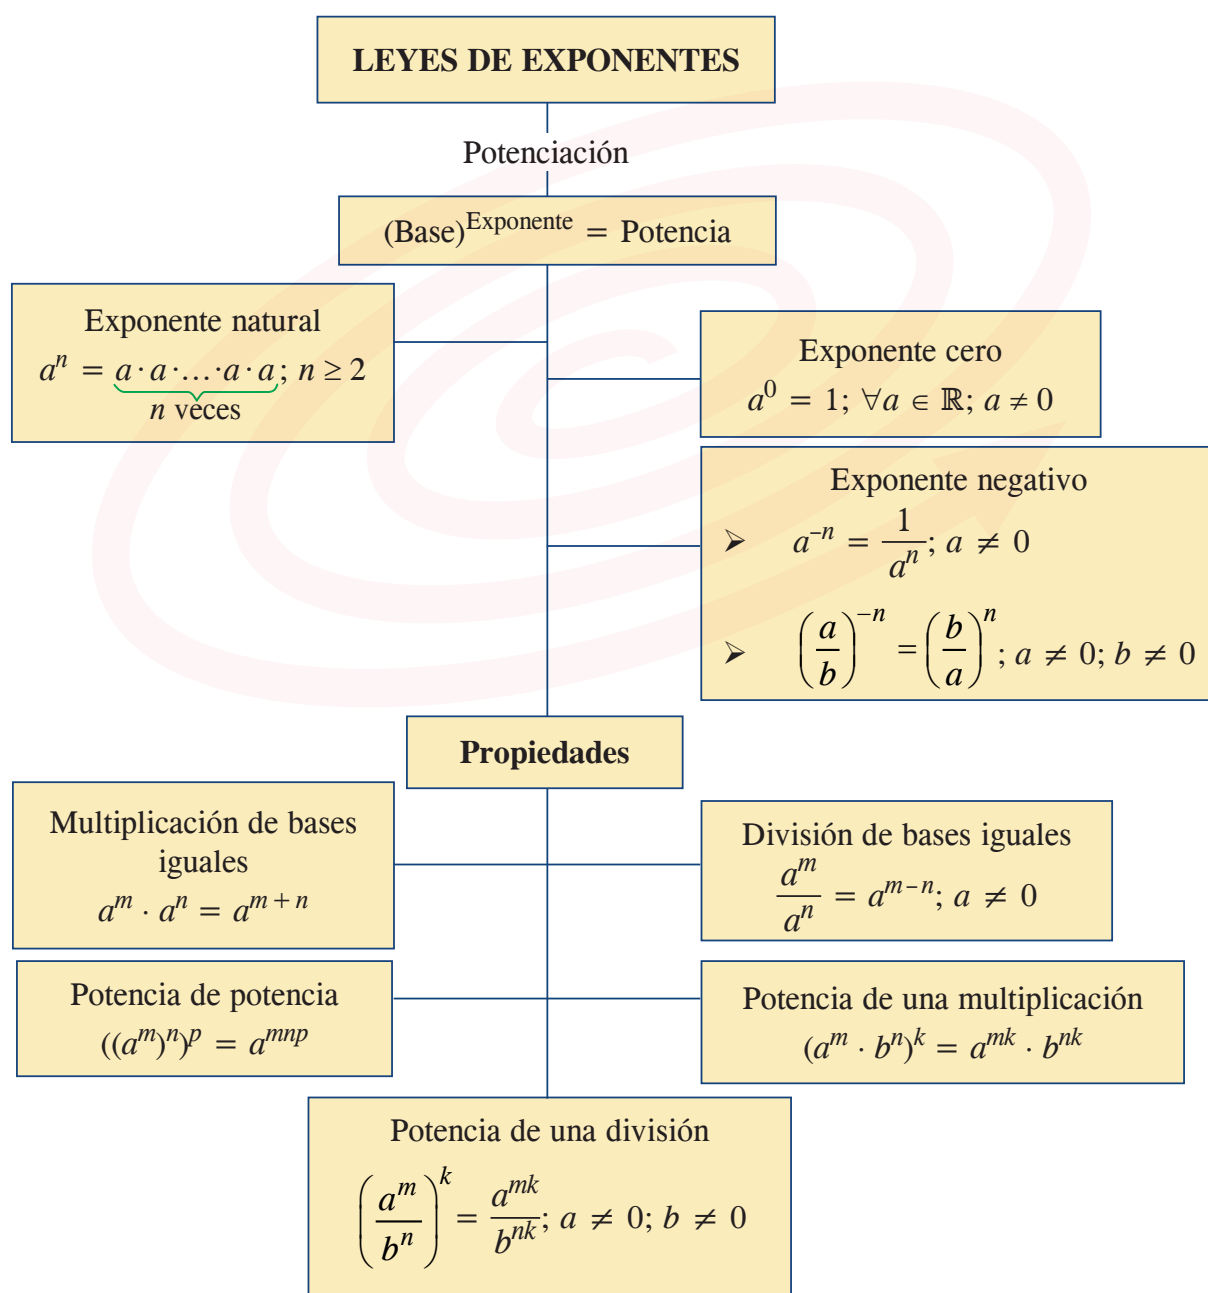 LEYES DE EXPONENTES
Potenciación
(Base)^Exponente = Potencia
Exponente natural
a^n = a · a · … · a · a; n ≥ 2
n veces
Exponente cero
a^0 = 1; ∀a ∈ ℝ; a ≠ 0
Exponente negativo
➢ a^−n = 1/a^n; a ≠ 0
➢ (a/b)^−n = (b/a)^n; a ≠ 0; b ≠ 0
Propiedades
Multiplicación de bases
iguales
a^m · a^n = a^(m + n)
División de bases iguales
a^m/a^n = a^(m−n); a ≠ 0
Potencia de potencia
((a^m)^n)^p = a^mnp
Potencia de una multiplicación
(a^m · b^n)^k = a^mk · b^nk
Potencia de una división
(a^m/b^n)^k = a^mk/b^nk; a ≠ 0; b ≠ 0